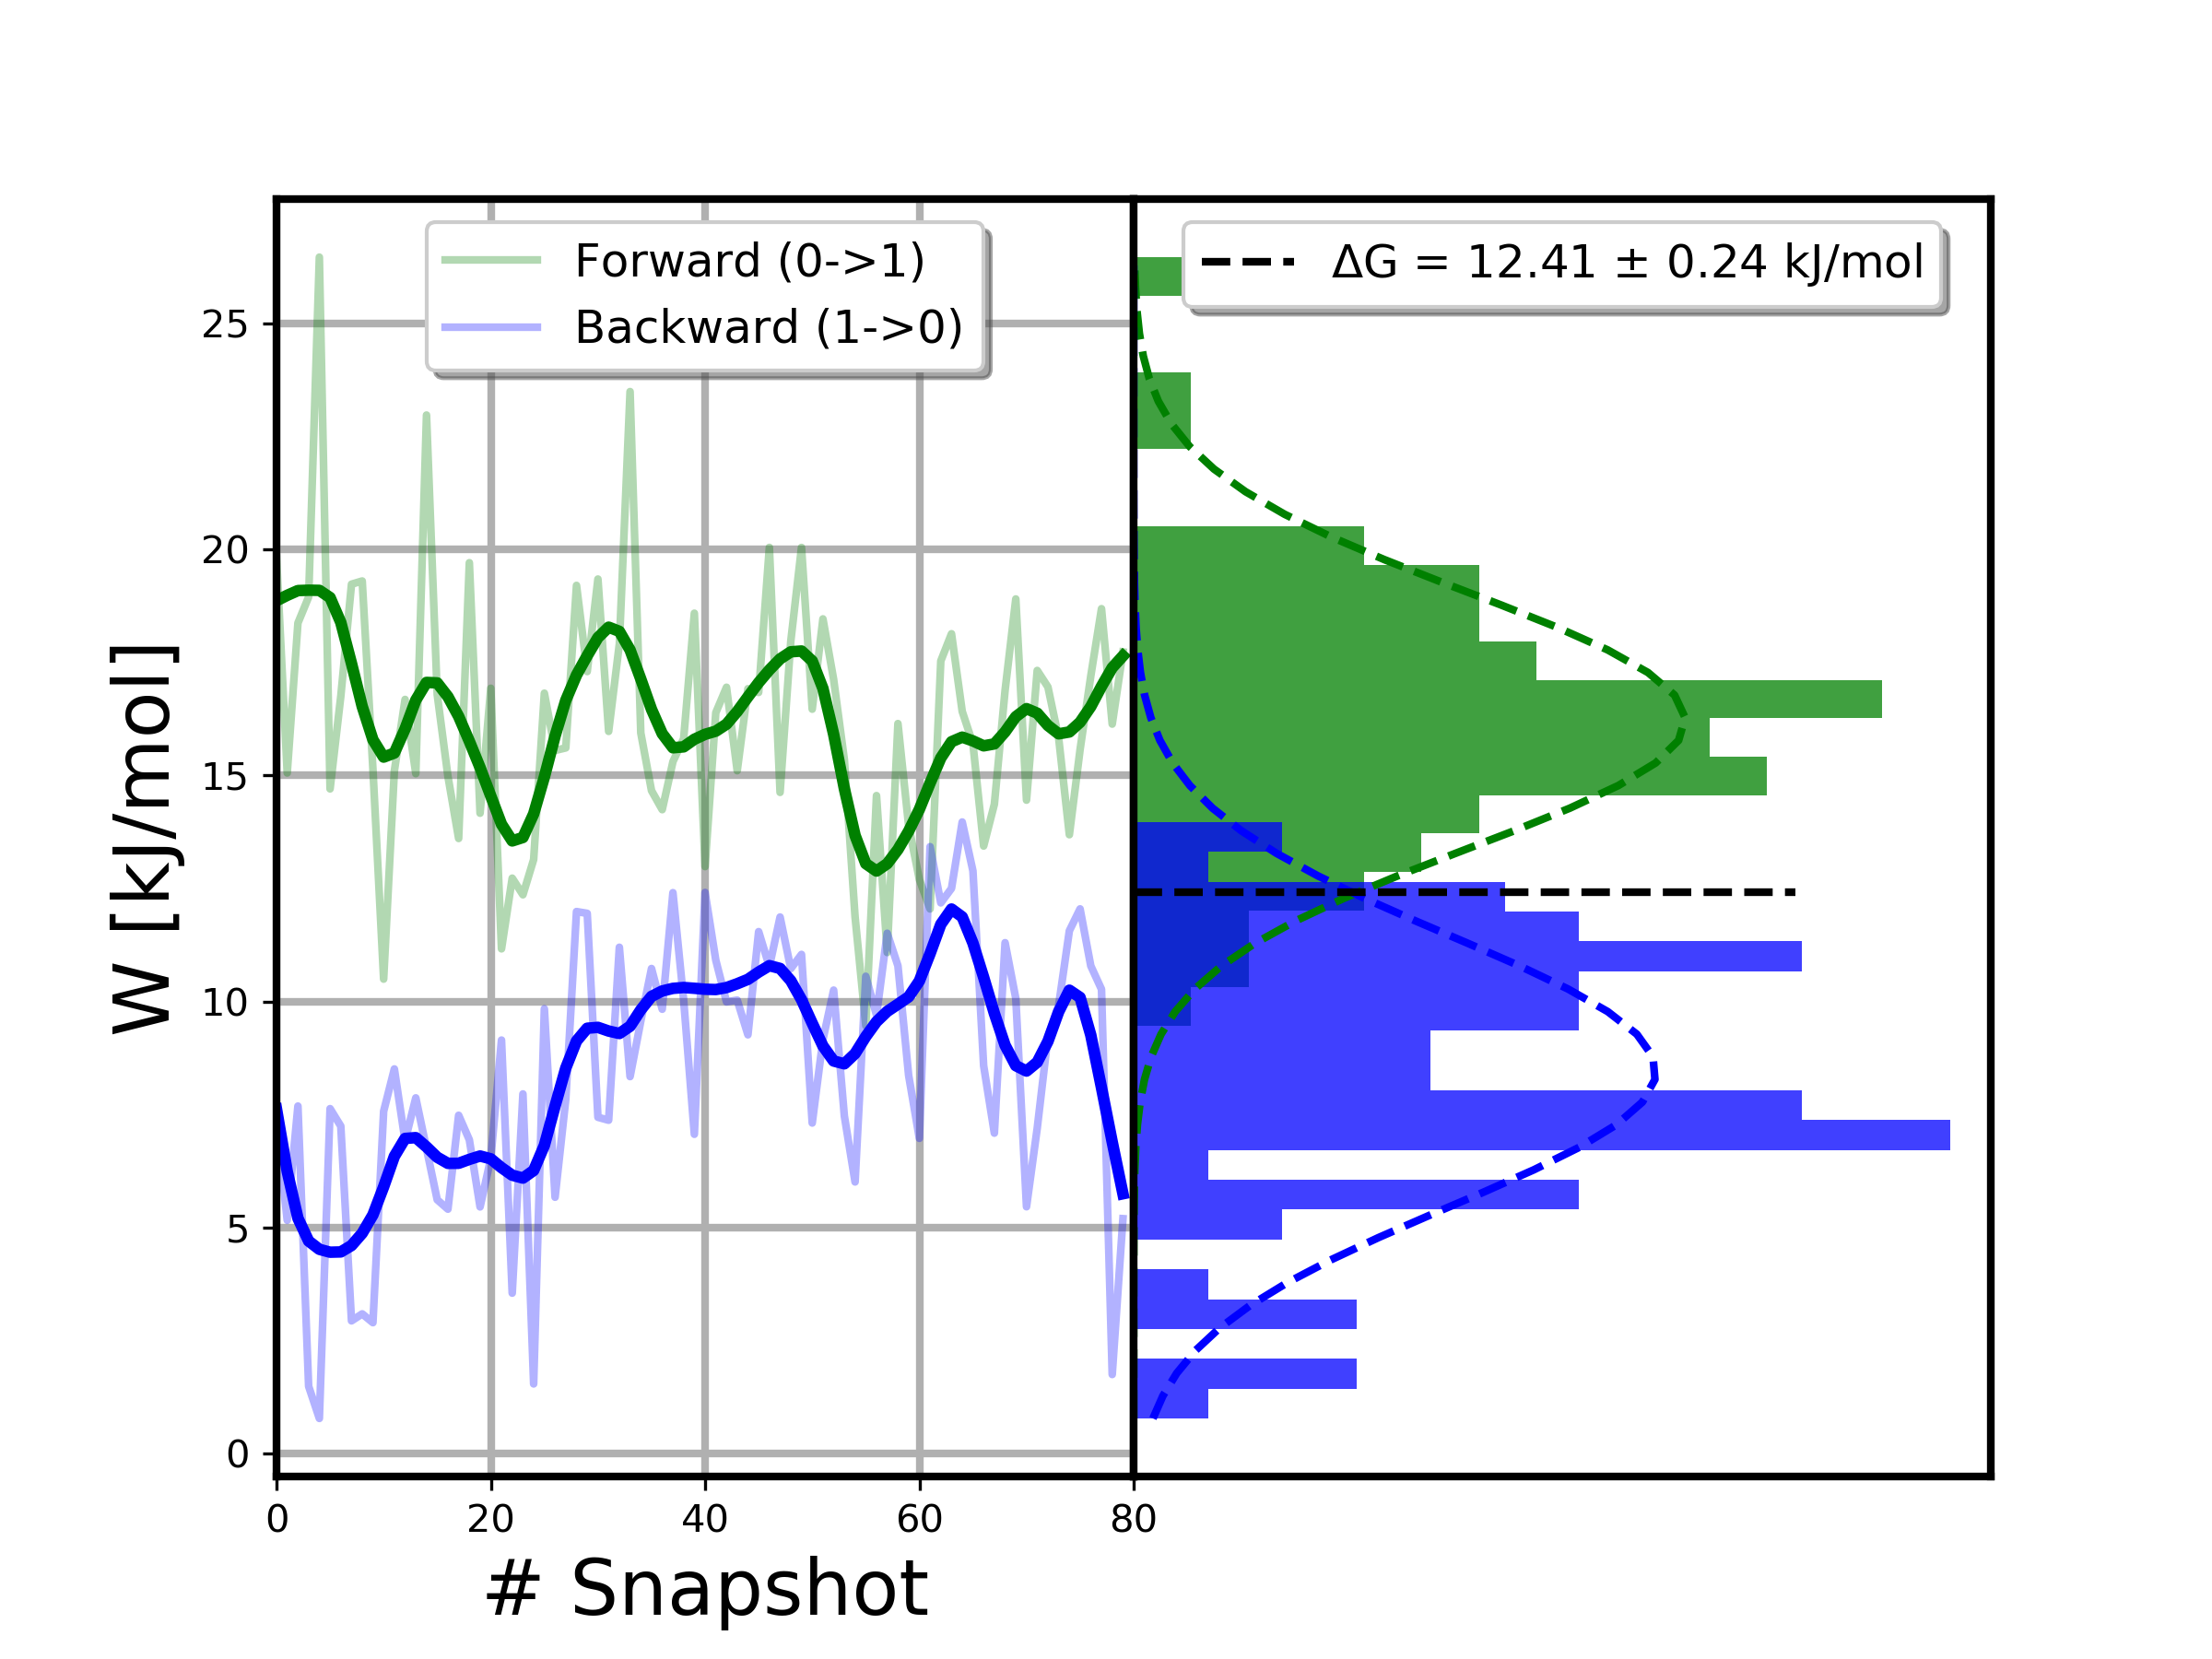 Forward (0->1)
Backward (1->0)
ΔG = 12.41 ± 0.24 kJ/mol
W [kJ/mol]
25
20
15
10
5
0
0 20 40 60 80
# Snapshot